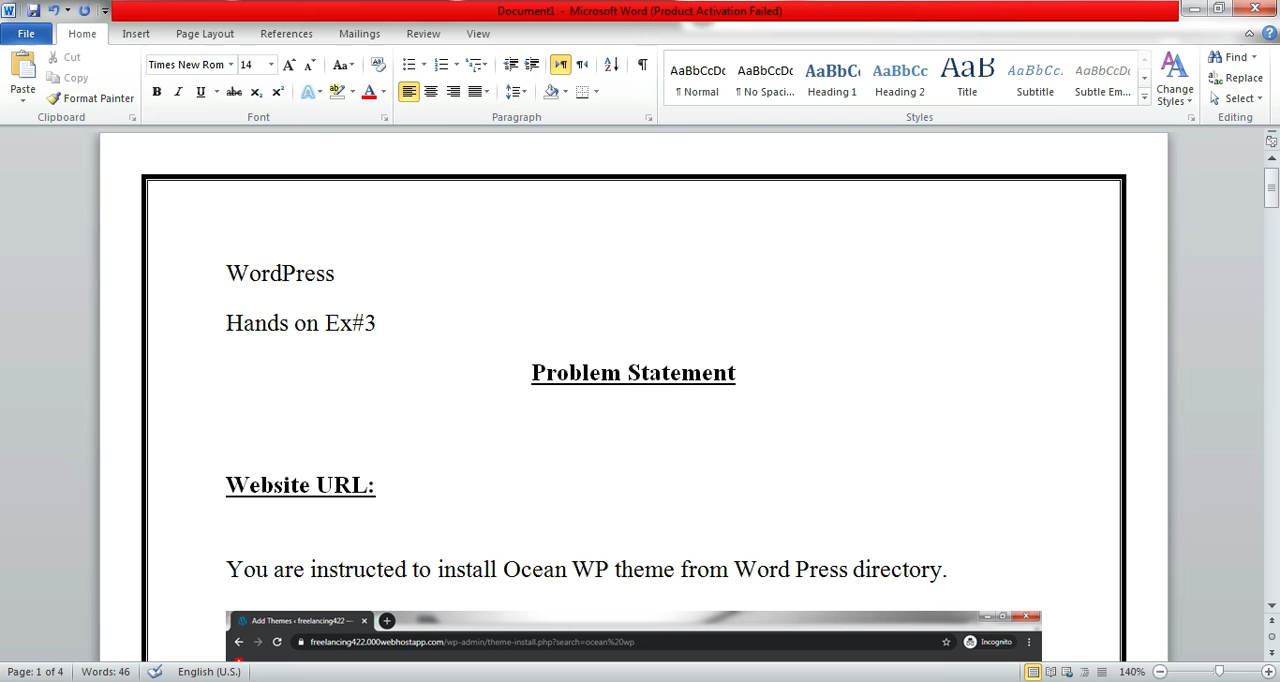 Document1 - Microsoft Word (Product Activation Failed)
File Home Insert Page Layout References Mailings Review View
Paste Cut Copy Format Painter
Times New Rom 14
AaBbCcDc AaBbCcDc AaBbC AaBbCc AaB AaBbCc. AaBbCcDc
¶ Normal ¶ No Spaci... Heading 1 Heading 2 Title Subtitle Subtle Em...
Change Styles
Find Replace Select
Clipboard Font Paragraph Styles Editing
WordPress
Hands on Ex#3
Problem Statement
Website URL:
You are instructed to install Ocean WP theme from Word Press directory.
Add Themes ‹ freelancing422 —
freelancing422.000webhostapp.com/wp-admin/theme-install.php?search=ocean%20wp Incognito
Page: 1 of 4 Words: 46 English (U.S.) 140%